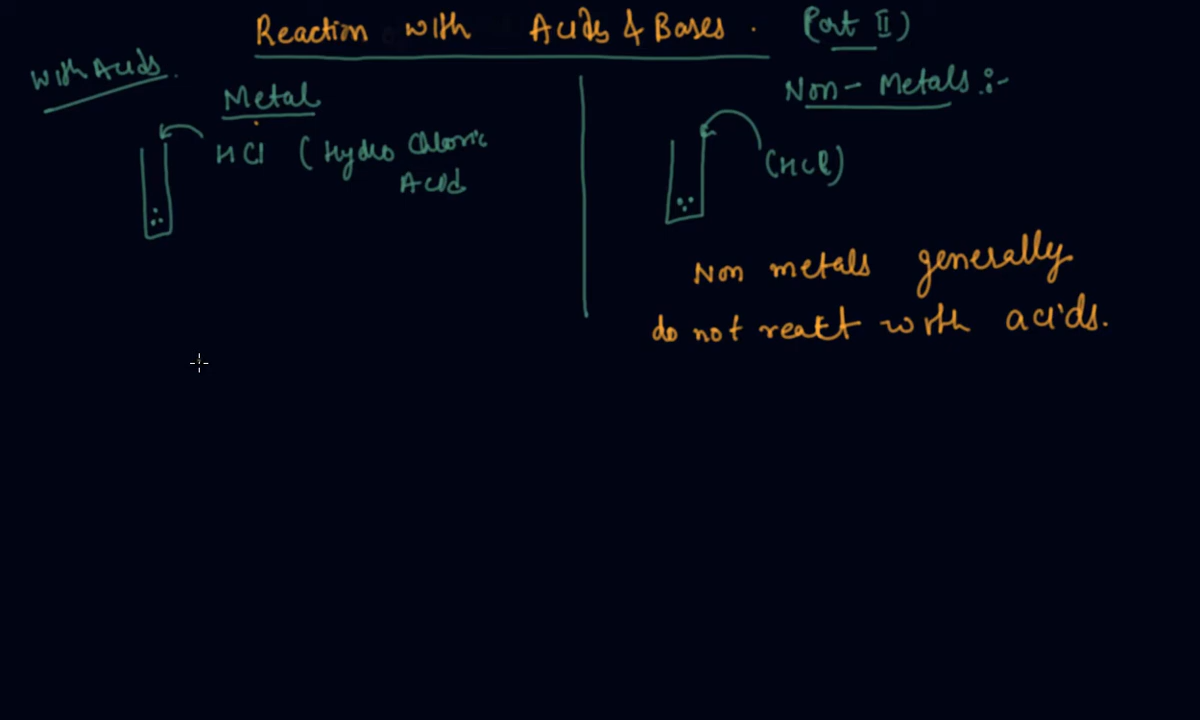 Reaction with Acids & Bases . (Part II)
With Acids.
Metal
HCl (Hydro Chloric
Acid
Non - Metals :-
(HCl)
Non metals generally
do not react with acids.